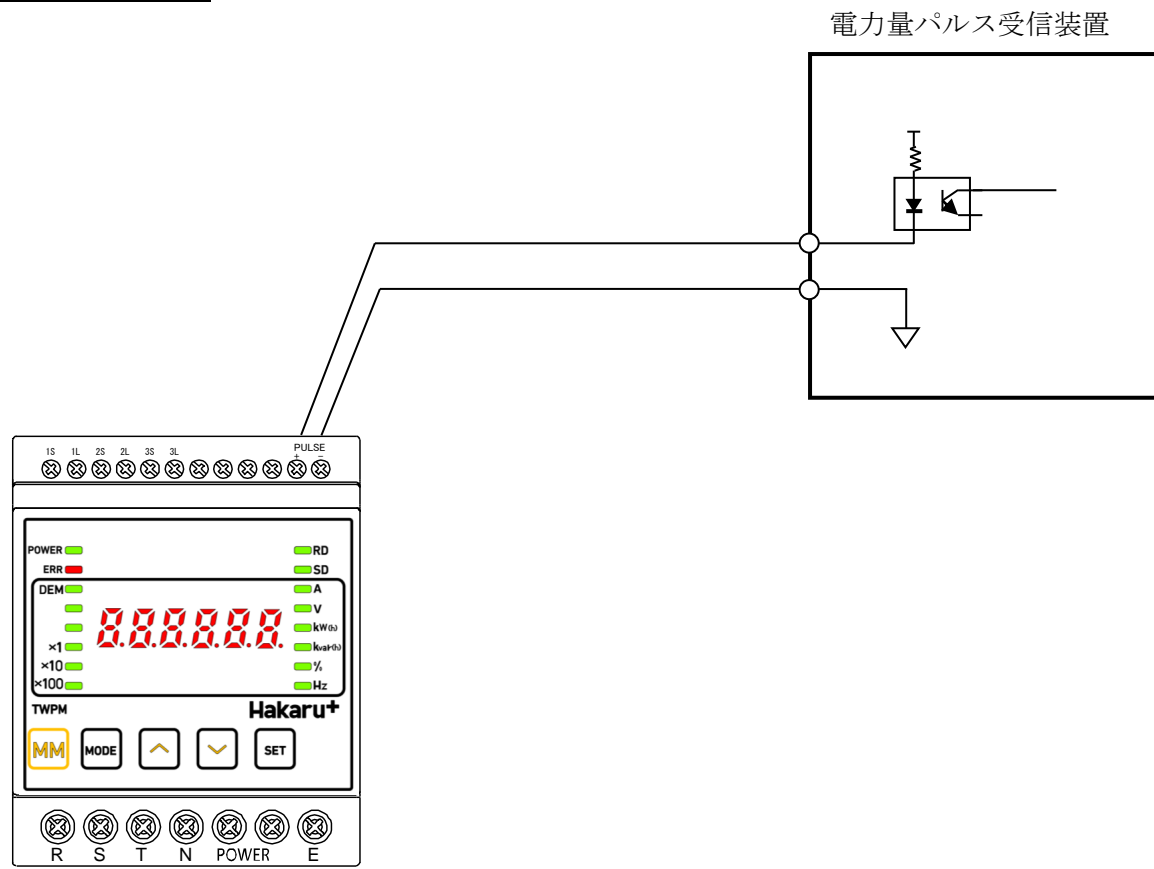 電力量パルス受信装置
1S 1L 2S 2L 3S 3L PULSE
+ −
POWER RD
ERR SD
DEM A
V
kW(h)
×1 kvar(h)
×10 %
×100 Hz
TWPM Hakaru+
MM MODE SET
R S T N POWER E